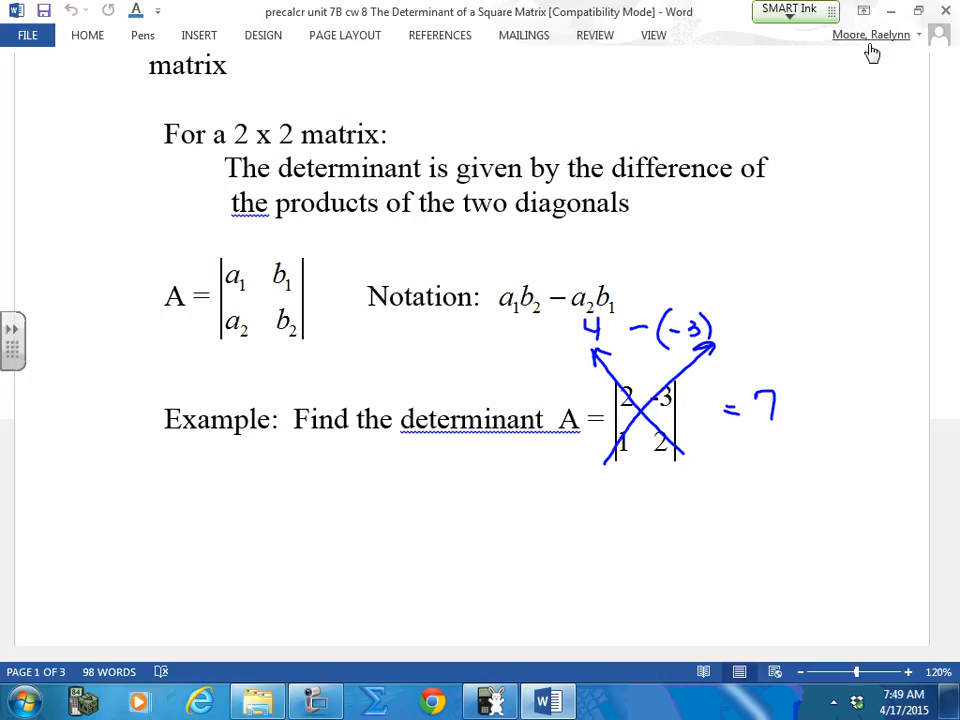 precalcr unit 7B cw 8 The Determinant of a Square Matrix [Compatibility Mode] - Word
SMART Ink
FILE HOME Pens INSERT DESIGN PAGE LAYOUT REFERENCES MAILINGS REVIEW VIEW Moore, Raelynn
matrix
For a 2 x 2 matrix:
The determinant is given by the difference of
the products of the two diagonals
A = |a₁ b₁| Notation: a₁b₂ − a₂b₁
|a₂ b₂|
4 − (−3)
Example: Find the determinant A = |2 -3| = 7
|1 2|
PAGE 1 OF 3 98 WORDS 120%
84
7:49 AM
4/17/2015